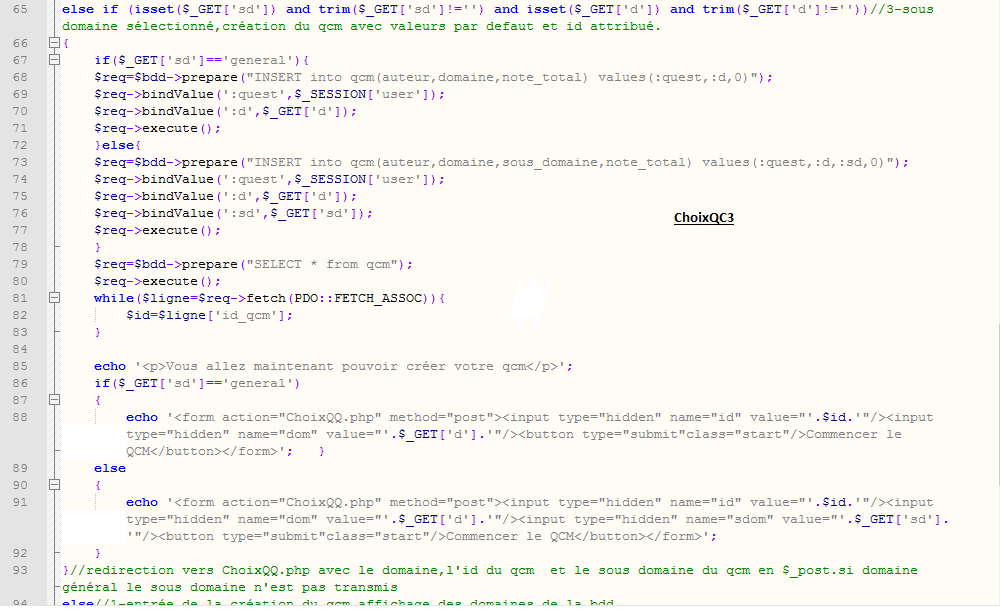 65 else if (isset($_GET['sd']) and trim($_GET['sd']!='') and isset($_GET['d']) and trim($_GET['d']!=''))//3-sous
domaine sélectionné,création du qcm avec valeurs par defaut et id attribué.
66 {
67 if($_GET['sd']=='general'){
68 $req=$bdd->prepare("INSERT into qcm(auteur,domaine,note_total) values(:quest,:d,0)");
69 $req->bindValue(':quest',$_SESSION['user']);
70 $req->bindValue(':d',$_GET['d']);
71 $req->execute();
72 }else{
73 $req=$bdd->prepare("INSERT into qcm(auteur,domaine,sous_domaine,note_total) values(:quest,:d,:sd,0)");
74 $req->bindValue(':quest',$_SESSION['user']);
75 $req->bindValue(':d',$_GET['d']);
76 $req->bindValue(':sd',$_GET['sd']);
ChoixQC3
77 $req->execute();
78 }
79 $req=$bdd->prepare("SELECT * from qcm");
80 $req->execute();
81 while($ligne=$req->fetch(PDO::FETCH_ASSOC)){
82 $id=$ligne['id_qcm'];
83 }
84
85 echo '<p>Vous allez maintenant pouvoir créer votre qcm</p>';
86 if($_GET['sd']=='general')
87 {
88 echo '<form action="ChoixQQ.php" method="post"><input type="hidden" name="id" value="'.$id.'"/><input
type="hidden" name="dom" value="'.$_GET['d'].'"/><button type="submit"class="start"/>Commencer le
QCM</button></form>'; }
89 else
90 {
91 echo '<form action="ChoixQQ.php" method="post"><input type="hidden" name="id" value="'.$id.'"/><input
type="hidden" name="dom" value="'.$_GET['d'].'"/><input type="hidden" name="sdom" value="'.$_GET['sd'].
'"/><button type="submit"class="start"/>Commencer le QCM</button></form>';
92 }
93 }//redirection vers ChoixQQ.php avec le domaine,l'id du qcm et le sous domaine du qcm en $_post.si domaine
général le sous domaine n'est pas transmis
94 else//1-entrée de la création du qcm affichage des domaines de la bdd